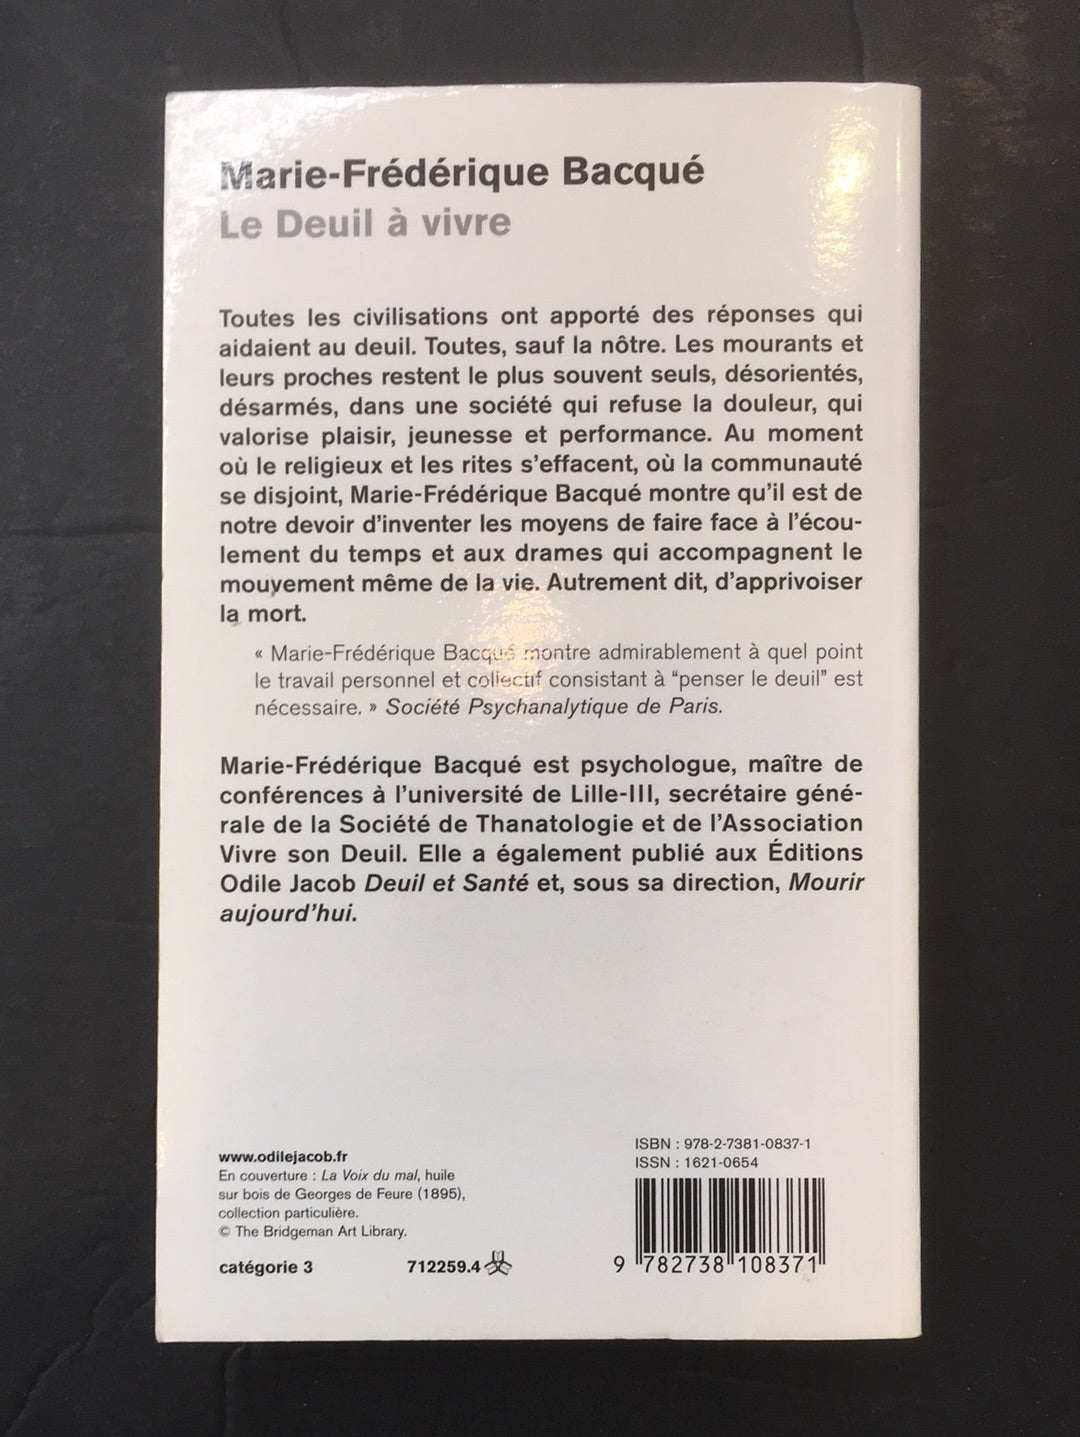 Marie-Frédérique Bacqué
Le Deuil à vivre
Toutes les civilisations ont apporté des réponses qui
aidaient au deuil. Toutes, sauf la nôtre. Les mourants et
leurs proches restent le plus souvent seuls, désorientés,
désarmés, dans une société qui refuse la douleur, qui
valorise plaisir, jeunesse et performance. Au moment
où le religieux et les rites s'effacent, où la communauté
se disjoint, Marie-Frédérique Bacqué montre qu'il est de
notre devoir d'inventer les moyens de faire face à l'écou-
lement du temps et aux drames qui accompagnent le
mouvement même de la vie. Autrement dit, d'apprivoiser
la mort.
« Marie-Frédérique Bacqué montre admirablement à quel point
le travail personnel et collectif consistant à “penser le deuil” est
nécessaire. » Société Psychanalytique de Paris.
Marie-Frédérique Bacqué est psychologue, maître de
conférences à l'université de Lille-III, secrétaire géné-
rale de la Société de Thanatologie et de l'Association
Vivre son Deuil. Elle a également publié aux Éditions
Odile Jacob Deuil et Santé et, sous sa direction, Mourir
aujourd'hui.
www.odilejacob.fr
En couverture : La Voix du mal, huile
sur bois de Georges de Feure (1895),
collection particulière.
© The Bridgeman Art Library.
catégorie 3
712259.4
ISBN : 978-2-7381-0837-1
ISSN : 1621-0654
9 782738 108371